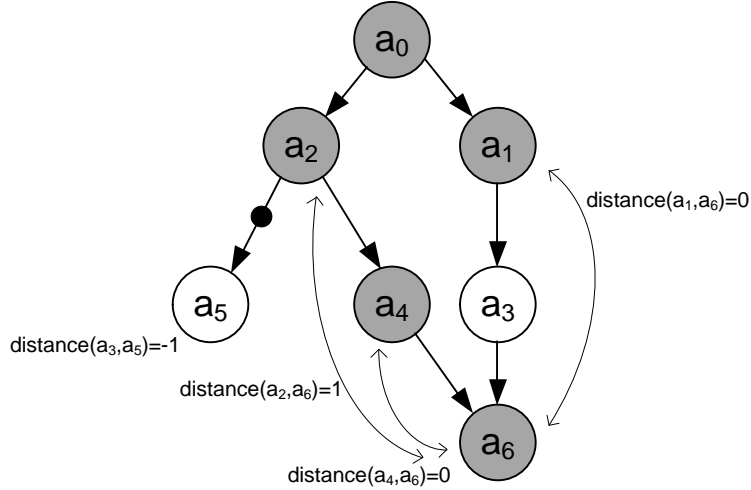 a₀
a₂
a₁
distance(a₁,a₆)=0
a₅
a₄
a₃
distance(a₃,a₅)=-1
distance(a₂,a₆)=1
a₆
distance(a₄,a₆)=0